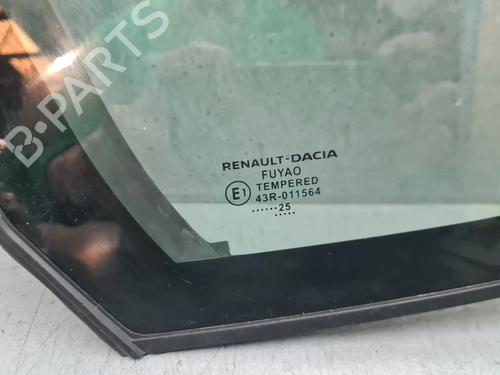 B-PARTS
RENAULT-DACIA
FUYAO
TEMPERED
E1 43R-011564
......25
.....